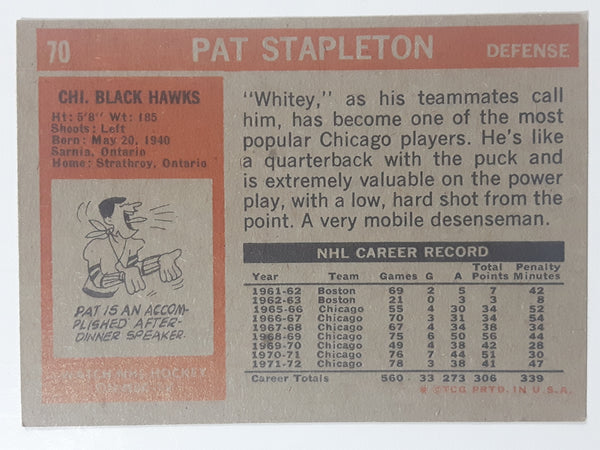 70 PAT STAPLETON DEFENSE
CHI. BLACK HAWKS
Ht: 5'8" Wt: 185
Shoots: Left
Born: May 20, 1940
Sarnia, Ontario
Home: Strathroy, Ontario
PAT IS AN ACCOM-
PLISHED AFTER-
DINNER SPEAKER.
HOCKEY
"Whitey," as his teammates call
him, has become one of the most
popular Chicago players. He's like
a quarterback with the puck and
is extremely valuable on the power
play, with a low, hard shot from the
point. A very mobile desenseman.
NHL CAREER RECORD
Total Penalty
Year Team Games G A Points Minutes
1961-62 Boston 69 2 5 7 42
1962-63 Boston 21 0 3 3 8
1965-66 Chicago 55 4 30 34 52
1966-67 Chicago 70 3 31 34 54
1967-68 Chicago 67 4 34 38 34
1968-69 Chicago 75 6 50 56 44
1969-70 Chicago 49 4 38 42 28
1970-71 Chicago 76 7 44 51 30
1971-72 Chicago 78 3 38 41 47
Career Totals 560 33 273 306 339
©TCG PRTD. IN U.S.A.